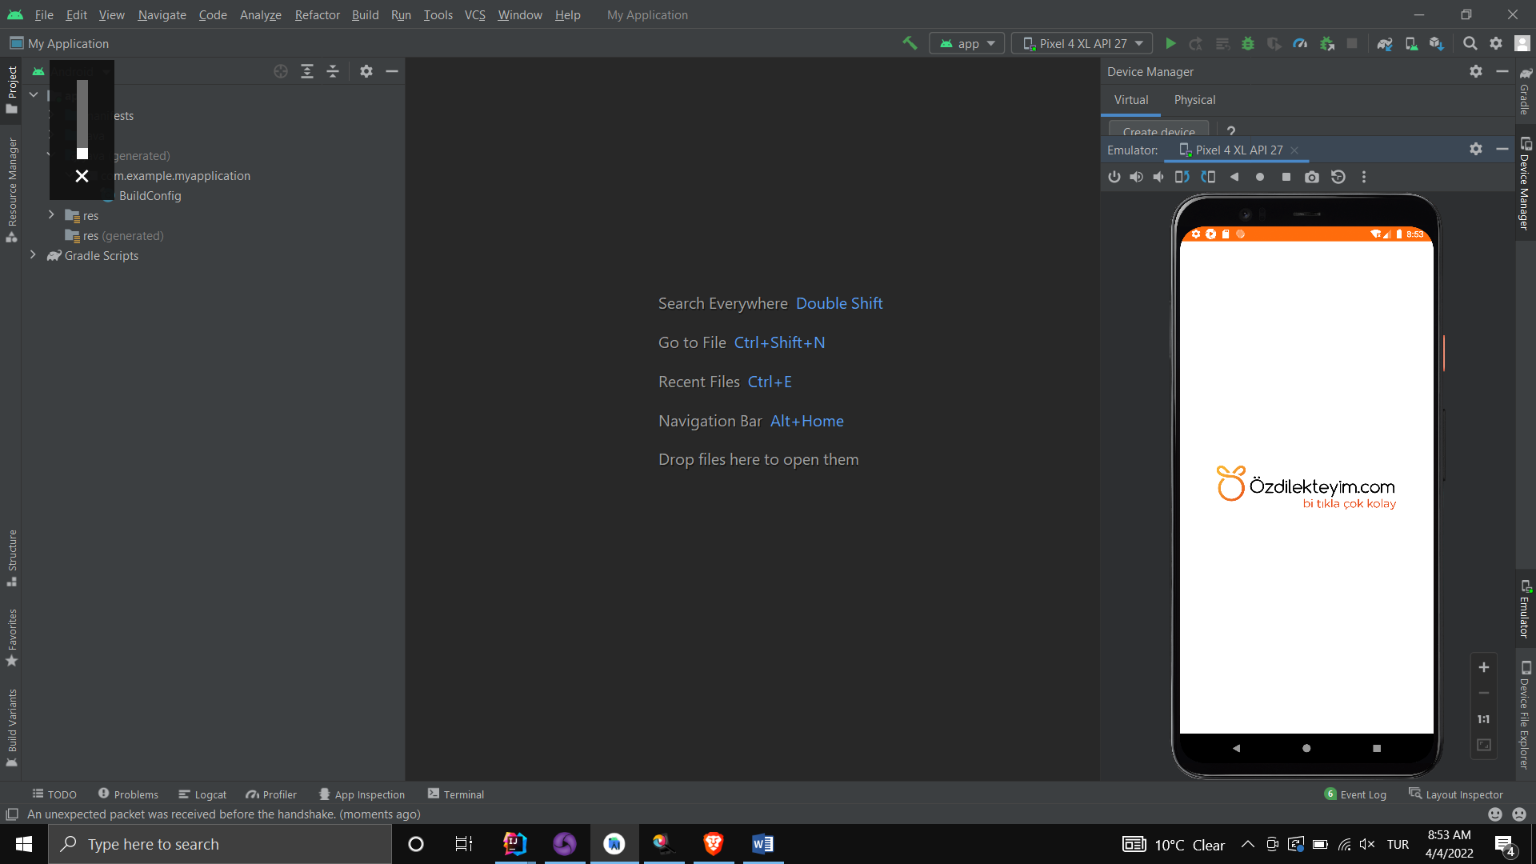 File Edit View Navigate Code Analyze Refactor Build Run Tools VCS Window Help My Application
My Application
app
Pixel 4 XL API 27
Project
Resource Manager
Structure
Favorites
Build Variants
(generated)
com.example.myapplication
BuildConfig
res
res (generated)
Gradle Scripts
Search Everywhere Double Shift
Go to File Ctrl+Shift+N
Recent Files Ctrl+E
Navigation Bar Alt+Home
Drop files here to open them
Device Manager
Virtual Physical
Create device ?
Emulator: Pixel 4 XL API 27
8:53
Özdilekteyim.com
bi tıkla çok kolay
1:1
Gradle
Device Manager
Emulator
Device File Explorer
TODO Problems Logcat Profiler App Inspection Terminal
6 Event Log Layout Inspector
An unexpected packet was received before the handshake. (moments ago)
Type here to search
10°C Clear
TUR
8:53 AM
4/4/2022
4